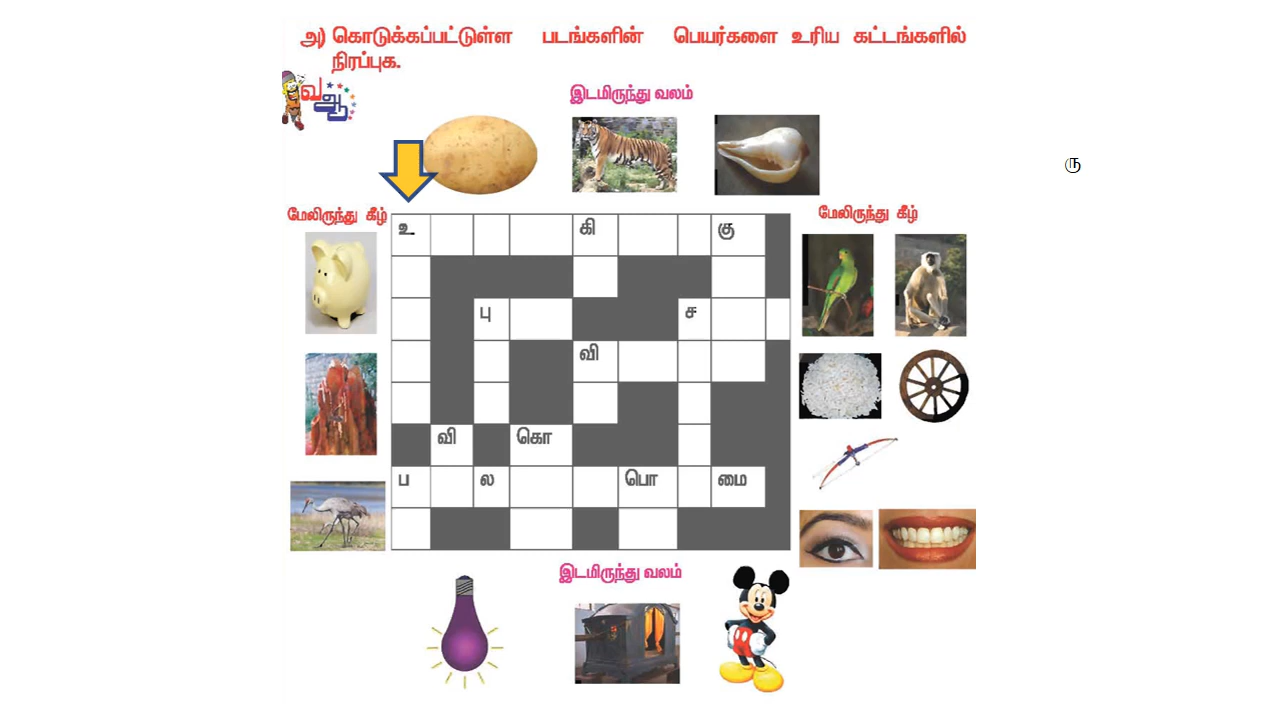 அ) கொடுக்கப்பட்டுள்ள படங்களின் பெயர்களை உரிய கட்டங்களில்
நிரப்புக.
வ
ஆ
இடமிருந்து வலம்
ரு
மேலிருந்து கீழ்
மேலிருந்து கீழ்
உ கி கு
பு ச
வி
வி கொ
ப ல பொ மை
இடமிருந்து வலம்